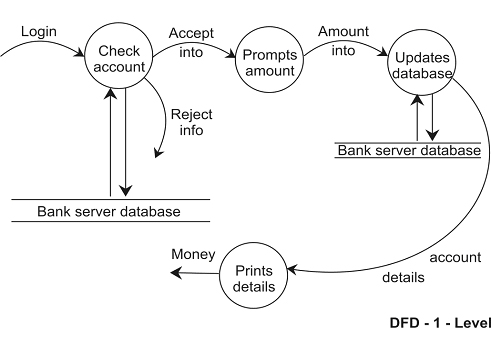 Login
Check
account
Accept
into
Prompts
amount
Amount
into
Updates
database
Reject
info
Bank server database
Bank server database
Money
Prints
details
account
details
DFD - 1 - Level